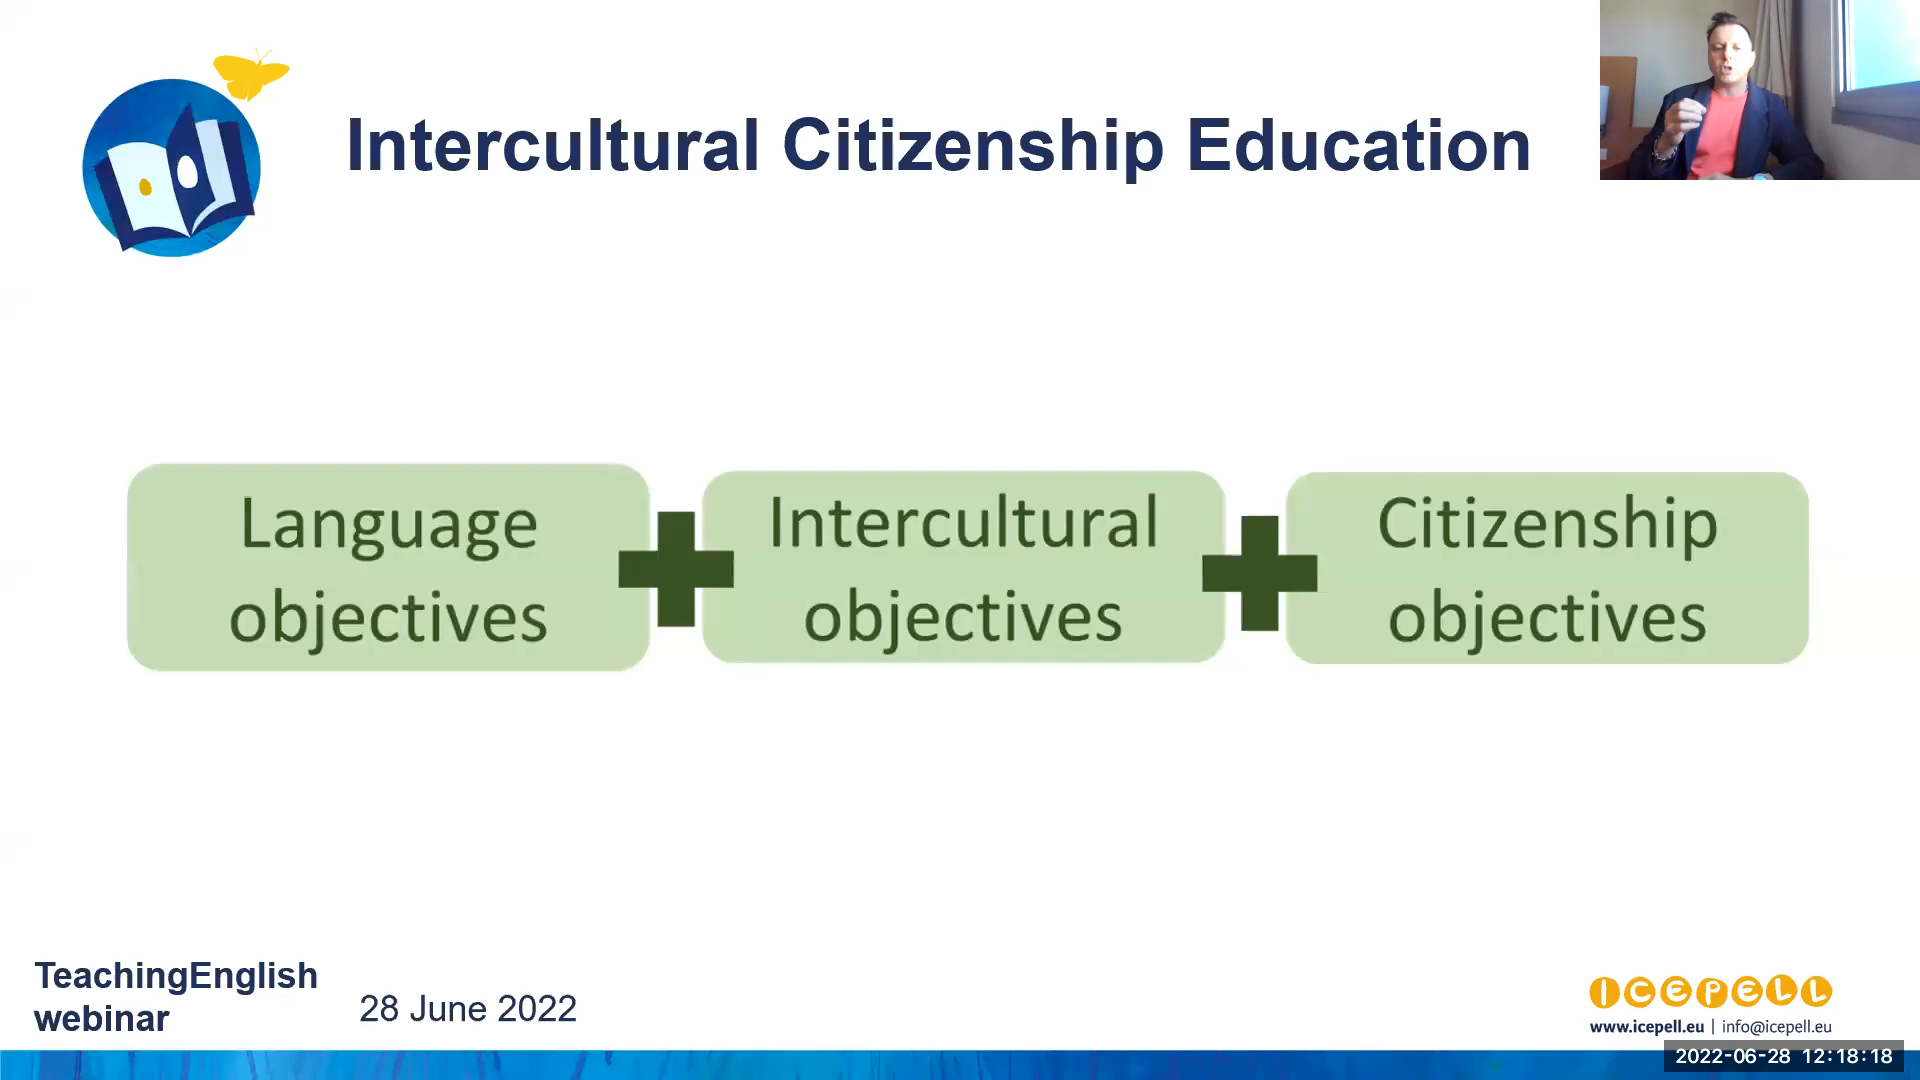 Intercultural Citizenship Education
Language
objectives
Intercultural
objectives
Citizenship
objectives
TeachingEnglish
webinar
28 June 2022
ICEPELL
www.icepell.eu | info@icepell.eu
2022-06-28 12:18:18